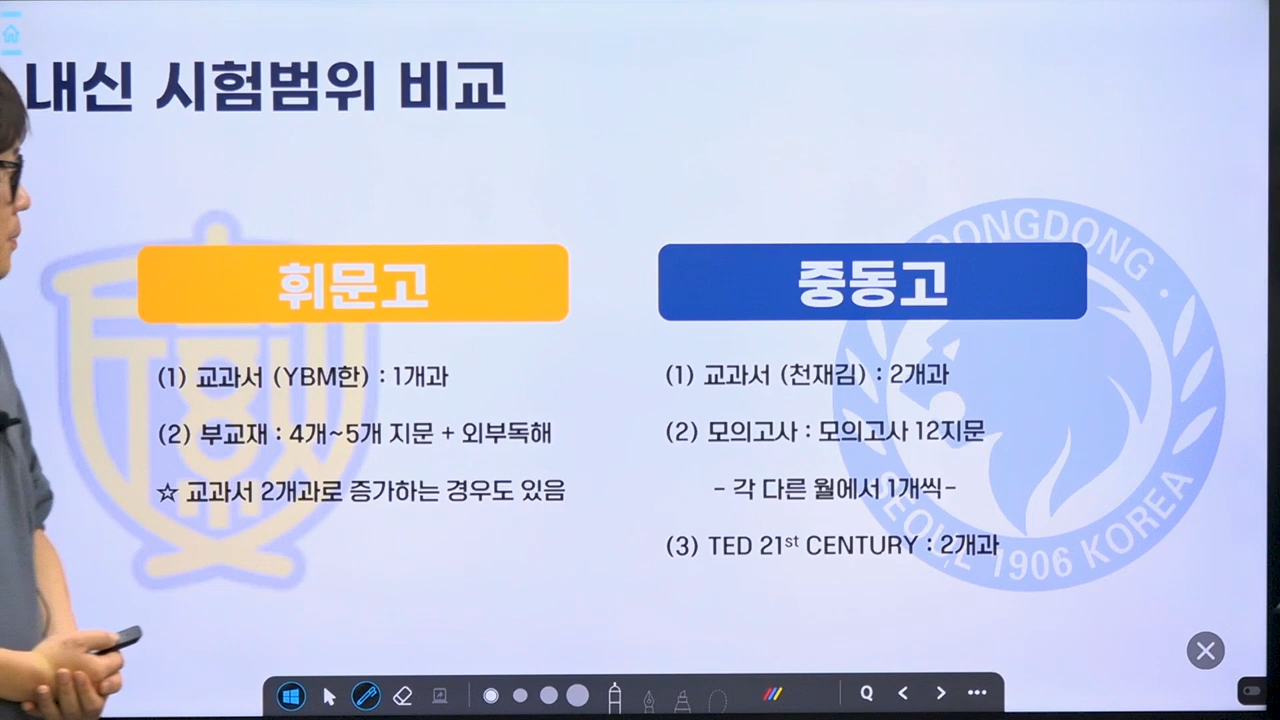 내신 시험범위 비교
휘문고
(1) 교과서 (YBM한) : 1개과
(2) 부교재 : 4개~5개 지문 + 외부독해
☆ 교과서 2개과로 증가하는 경우도 있음
중동고
(1) 교과서 (천재김) : 2개과
(2) 모의고사 : 모의고사 12지문
- 각 다른 월에서 1개씩-
(3) TED 21st CENTURY : 2개과
SEOUL 1906 KOREA